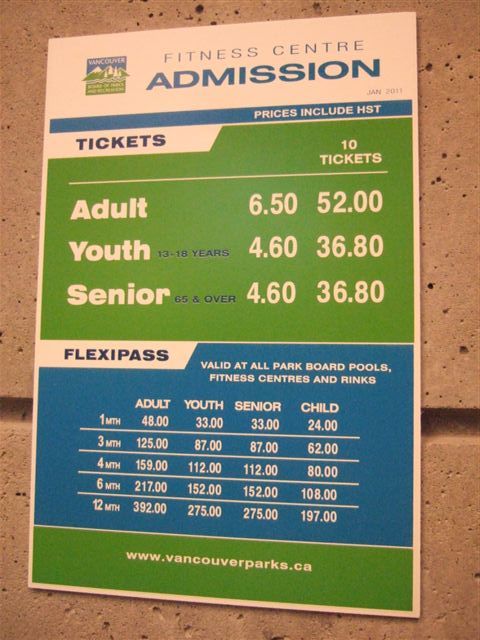 VANCOUVER
BOARD OF PARKS
AND RECREATION
FITNESS CENTRE
ADMISSION
JAN 2011
PRICES INCLUDE HST
TICKETS
10
TICKETS
Adult 6.50 52.00
Youth 13-18 YEARS 4.60 36.80
Senior 65 & OVER 4.60 36.80
FLEXIPASS
VALID AT ALL PARK BOARD POOLS,
FITNESS CENTRES AND RINKS
ADULT YOUTH SENIOR CHILD
1 MTH 48.00 33.00 33.00 24.00
3 MTH 125.00 87.00 87.00 62.00
4 MTH 159.00 112.00 112.00 80.00
6 MTH 217.00 152.00 152.00 108.00
12 MTH 392.00 275.00 275.00 197.00
www.vancouverparks.ca